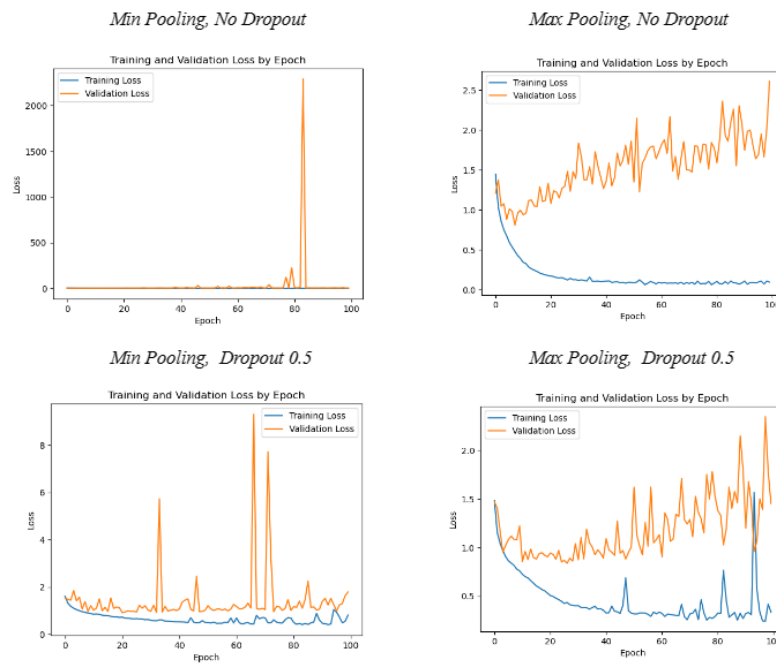 Min Pooling, No Dropout
Max Pooling, No Dropout
Training and Validation Loss by Epoch
Training Loss
Validation Loss
2000
1500
1000
500
0
Loss
0
20
40
60
80
100
Epoch
Training and Validation Loss by Epoch
Training Loss
Validation Loss
2.5
2.0
1.5
1.0
0.5
0.0
Loss
0
20
40
60
80
100
Epoch
Min Pooling, Dropout 0.5
Max Pooling, Dropout 0.5
Training and Validation Loss by Epoch
Training Loss
Validation Loss
8
6
4
2
0
Loss
0
20
40
60
80
100
Epoch
Training and Validation Loss by Epoch
Training Loss
Validation Loss
2.0
1.5
1.0
0.5
Loss
0
20
40
60
80
100
Epoch